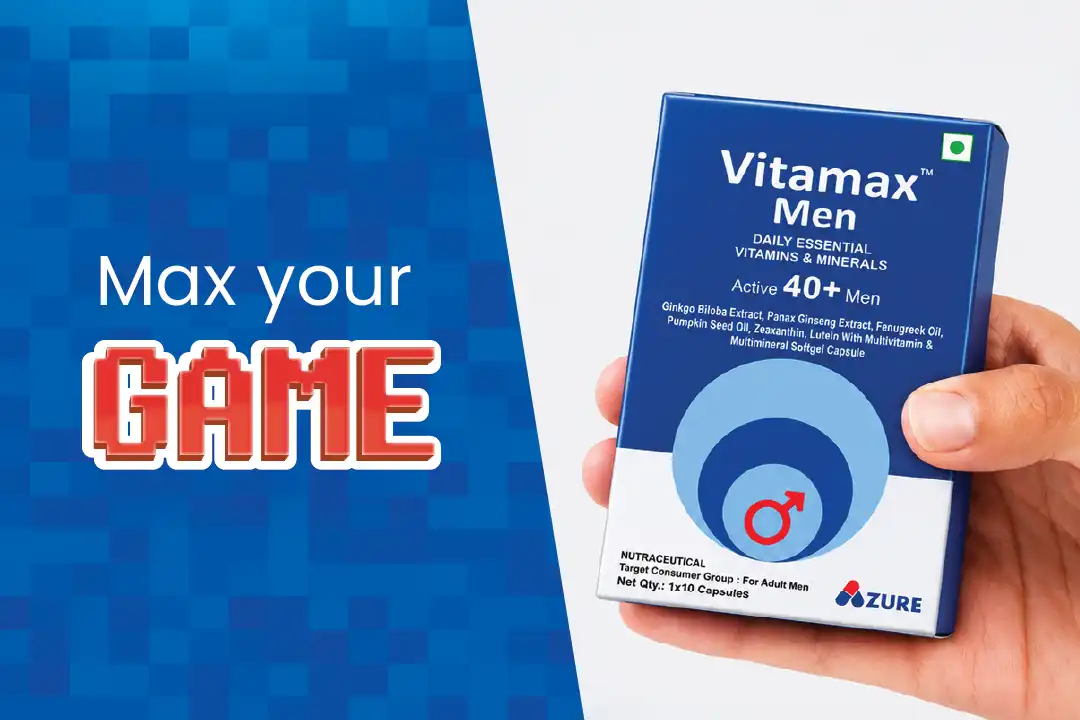 Max your
GAME
Vitamax™
Men
DAILY ESSENTIAL
VITAMINS & MINERALS
Active 40+ Men
Ginkgo Biloba Extract, Panax Ginseng Extract, Fenugreek Oil,
Pumpkin Seed Oil, Zeaxanthin, Lutein With Multivitamin &
Multimineral Softgel Capsule
NUTRACEUTICAL
Target Consumer Group : For Adult Men
Net Qty.: 1x10 Capsules
AZURE